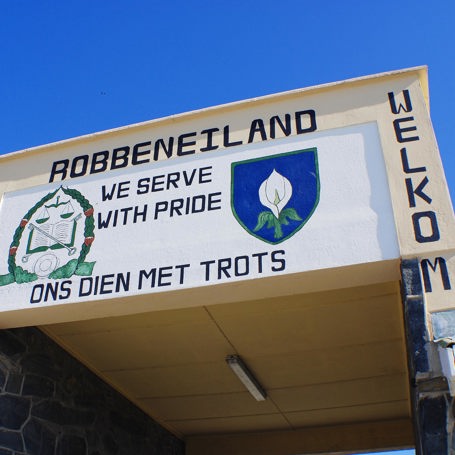 ROBBENEILAND
WE SERVE
WITH PRIDE
ONS DIEN MET TROTS
WELKOM